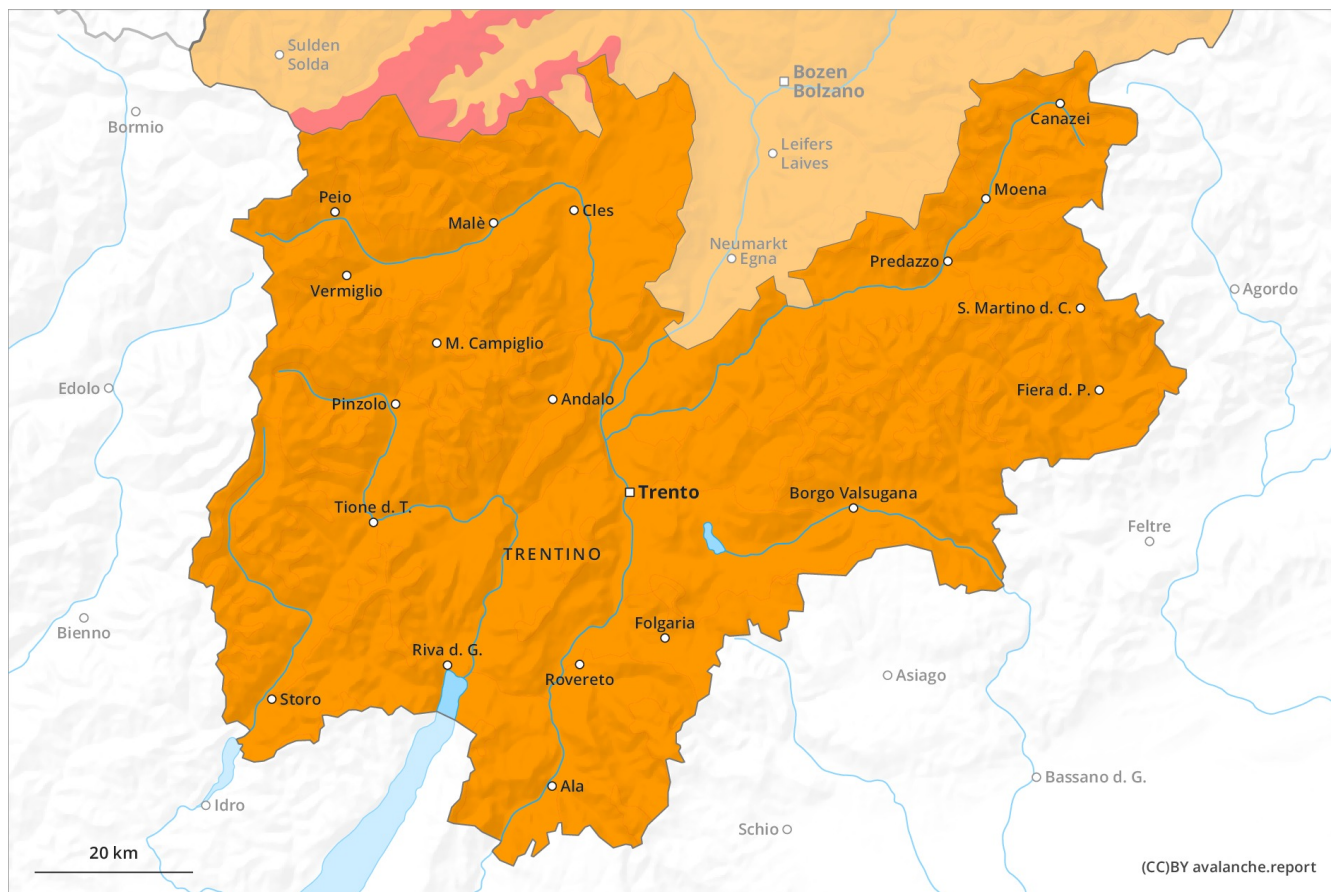 Sulden
Solda
Bozen
Bolzano
Bormio
Canazei
Leifers
Laives
Moena
Peio
Malè
Cles
Neumarkt
Egna
Predazzo
Vermiglio
Agordo
S. Martino d. C.
M. Campiglio
Edolo
Andalo
Fiera d. P.
Pinzolo
Trento
Borgo Valsugana
Tione d. T.
Feltre
TRENTINO
Bienno
Folgaria
Riva d. G.
Asiago
Rovereto
Storo
Bassano d. G.
Ala
Idro
Schio
20 km
(CC)BY avalanche.report